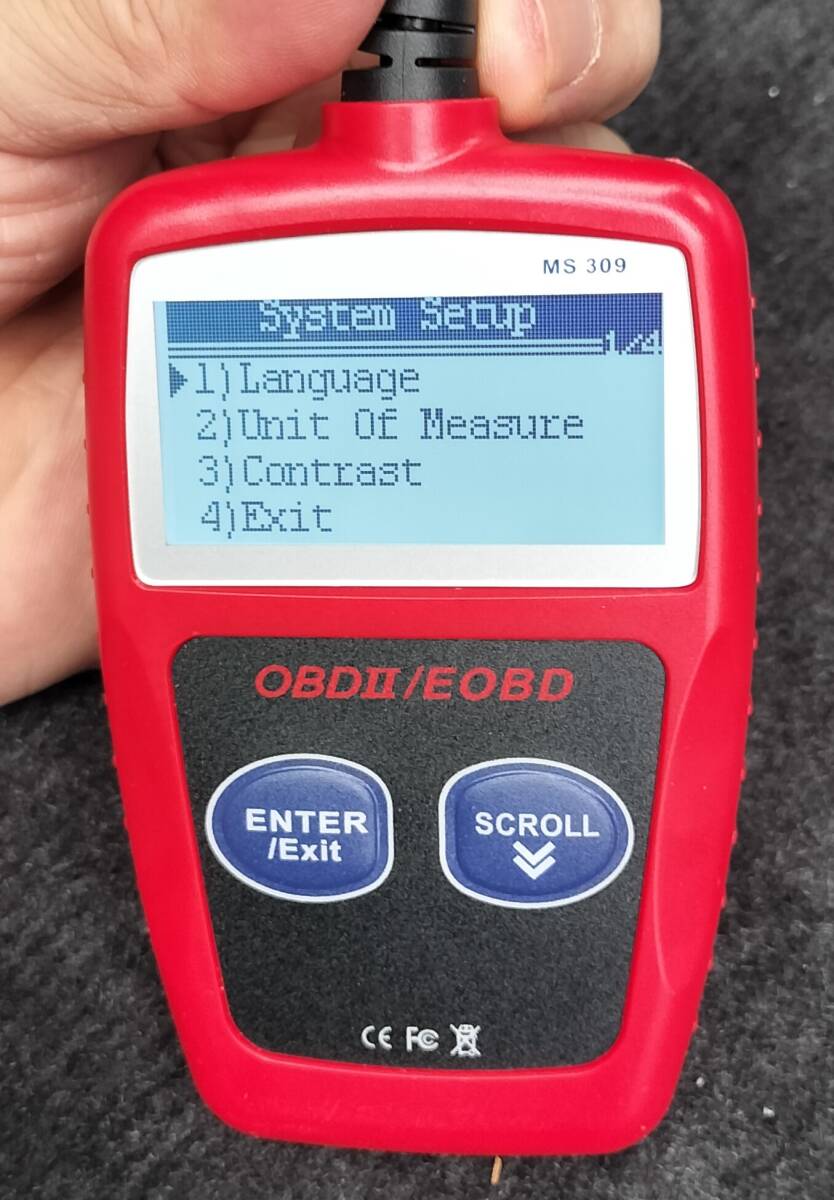 MS 309
System Setup
1/4
1)Language
2)Unit Of Measure
3)Contrast
4)Exit
OBDII/EOBD
ENTER
/Exit
SCROLL
CE FC